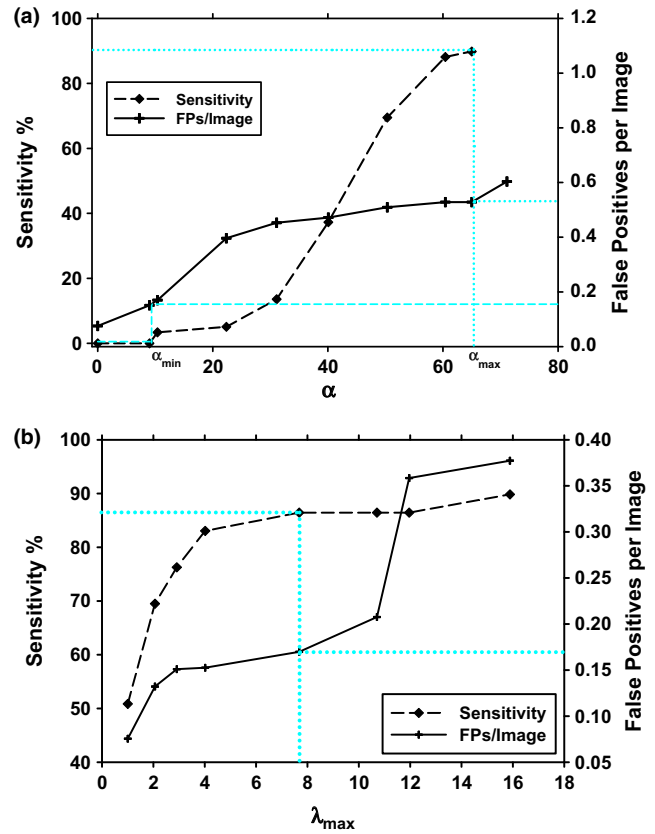 (a)
100
80
60
40
20
0
Sensitivity %
Sensitivity
FPs/Image
1.2
1.0
0.8
0.6
0.4
0.2
0.0
False Positives per Image
0 αmin 20 40 60 αmax 80
α
(b)
100
90
80
70
60
50
40
Sensitivity %
Sensitivity
FPs/Image
0.40
0.35
0.30
0.25
0.20
0.15
0.10
0.05
False Positives per Image
0 2 4 6 8 10 12 14 16 18
λmax